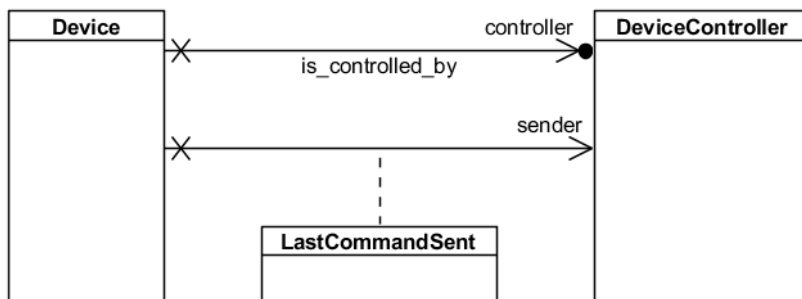 Device
controller
DeviceController
is_controlled_by
sender
LastCommandSent